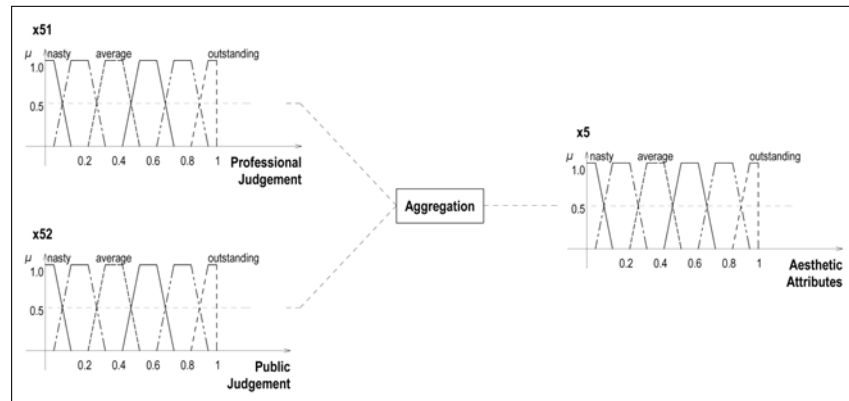 x51
μ nasty average outstanding
1.0
0.5
0.2 0.4 0.6 0.8 1
Professional
Judgement
x52
μ nasty average outstanding
1.0
0.5
0.2 0.4 0.6 0.8 1
Public
Judgement
Aggregation
x5
μ nasty average outstanding
1.0
0.5
0.2 0.4 0.6 0.8 1
Aesthetic
Attributes